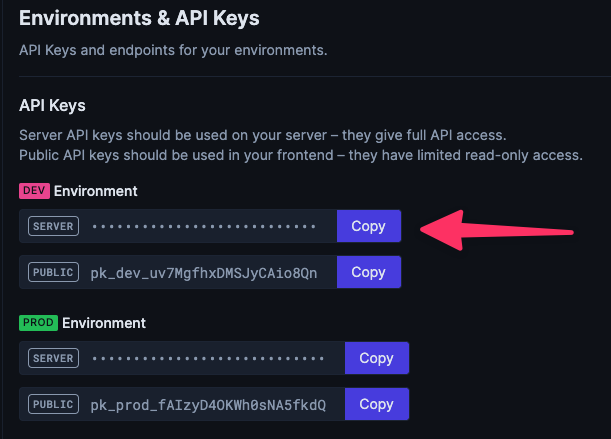 Environments & API Keys
API Keys and endpoints for your environments.
API Keys
Server API keys should be used on your server – they give full API access.
Public API keys should be used in your frontend – they have limited read-only access.
DEV Environment
SERVER •••••••••••••••••••••••••••• Copy
PUBLIC pk_dev_uv7MgfhxDMSJyCAio8Qn Copy
PROD Environment
SERVER ••••••••••••••••••••••••••••• Copy
PUBLIC pk_prod_fAIzyD4OKWh0sNA5fkdQ Copy